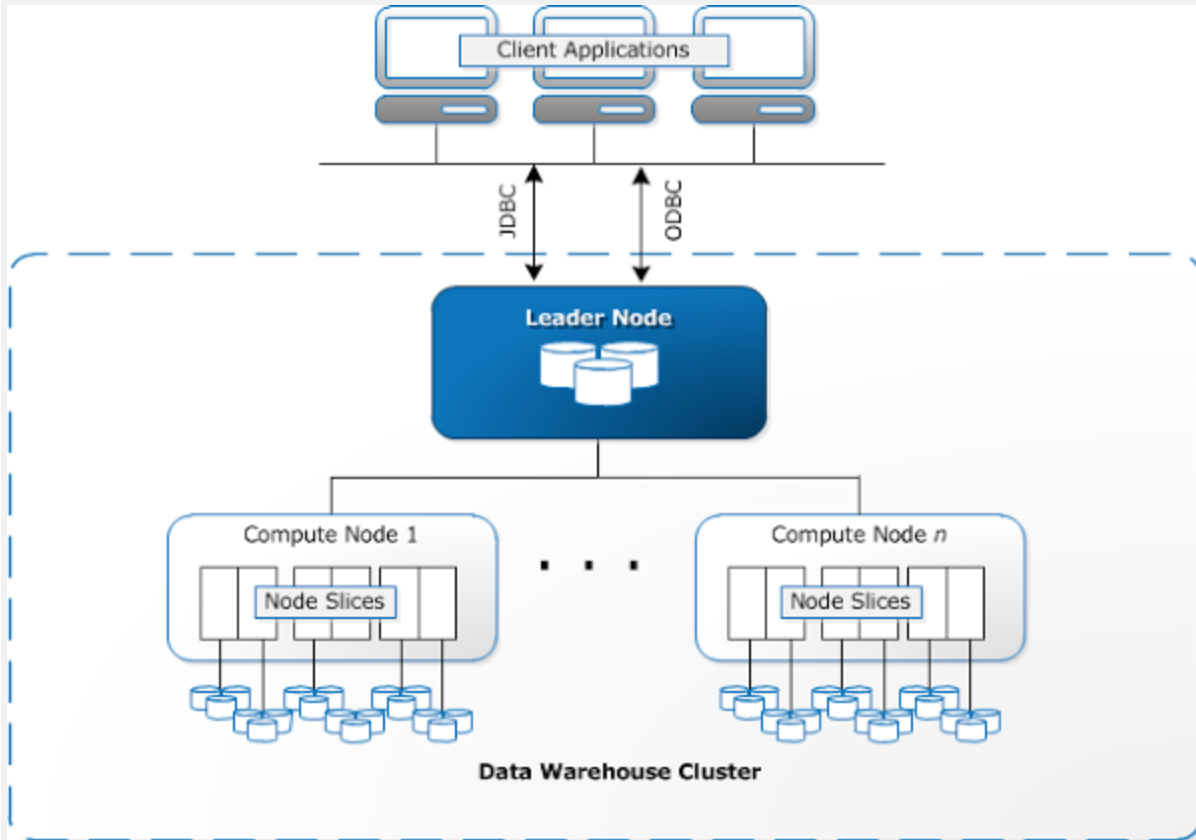 Client Applications
JDBC
ODBC
Leader Node
Compute Node 1
Node Slices
. . .
Compute Node n
Node Slices
Data Warehouse Cluster